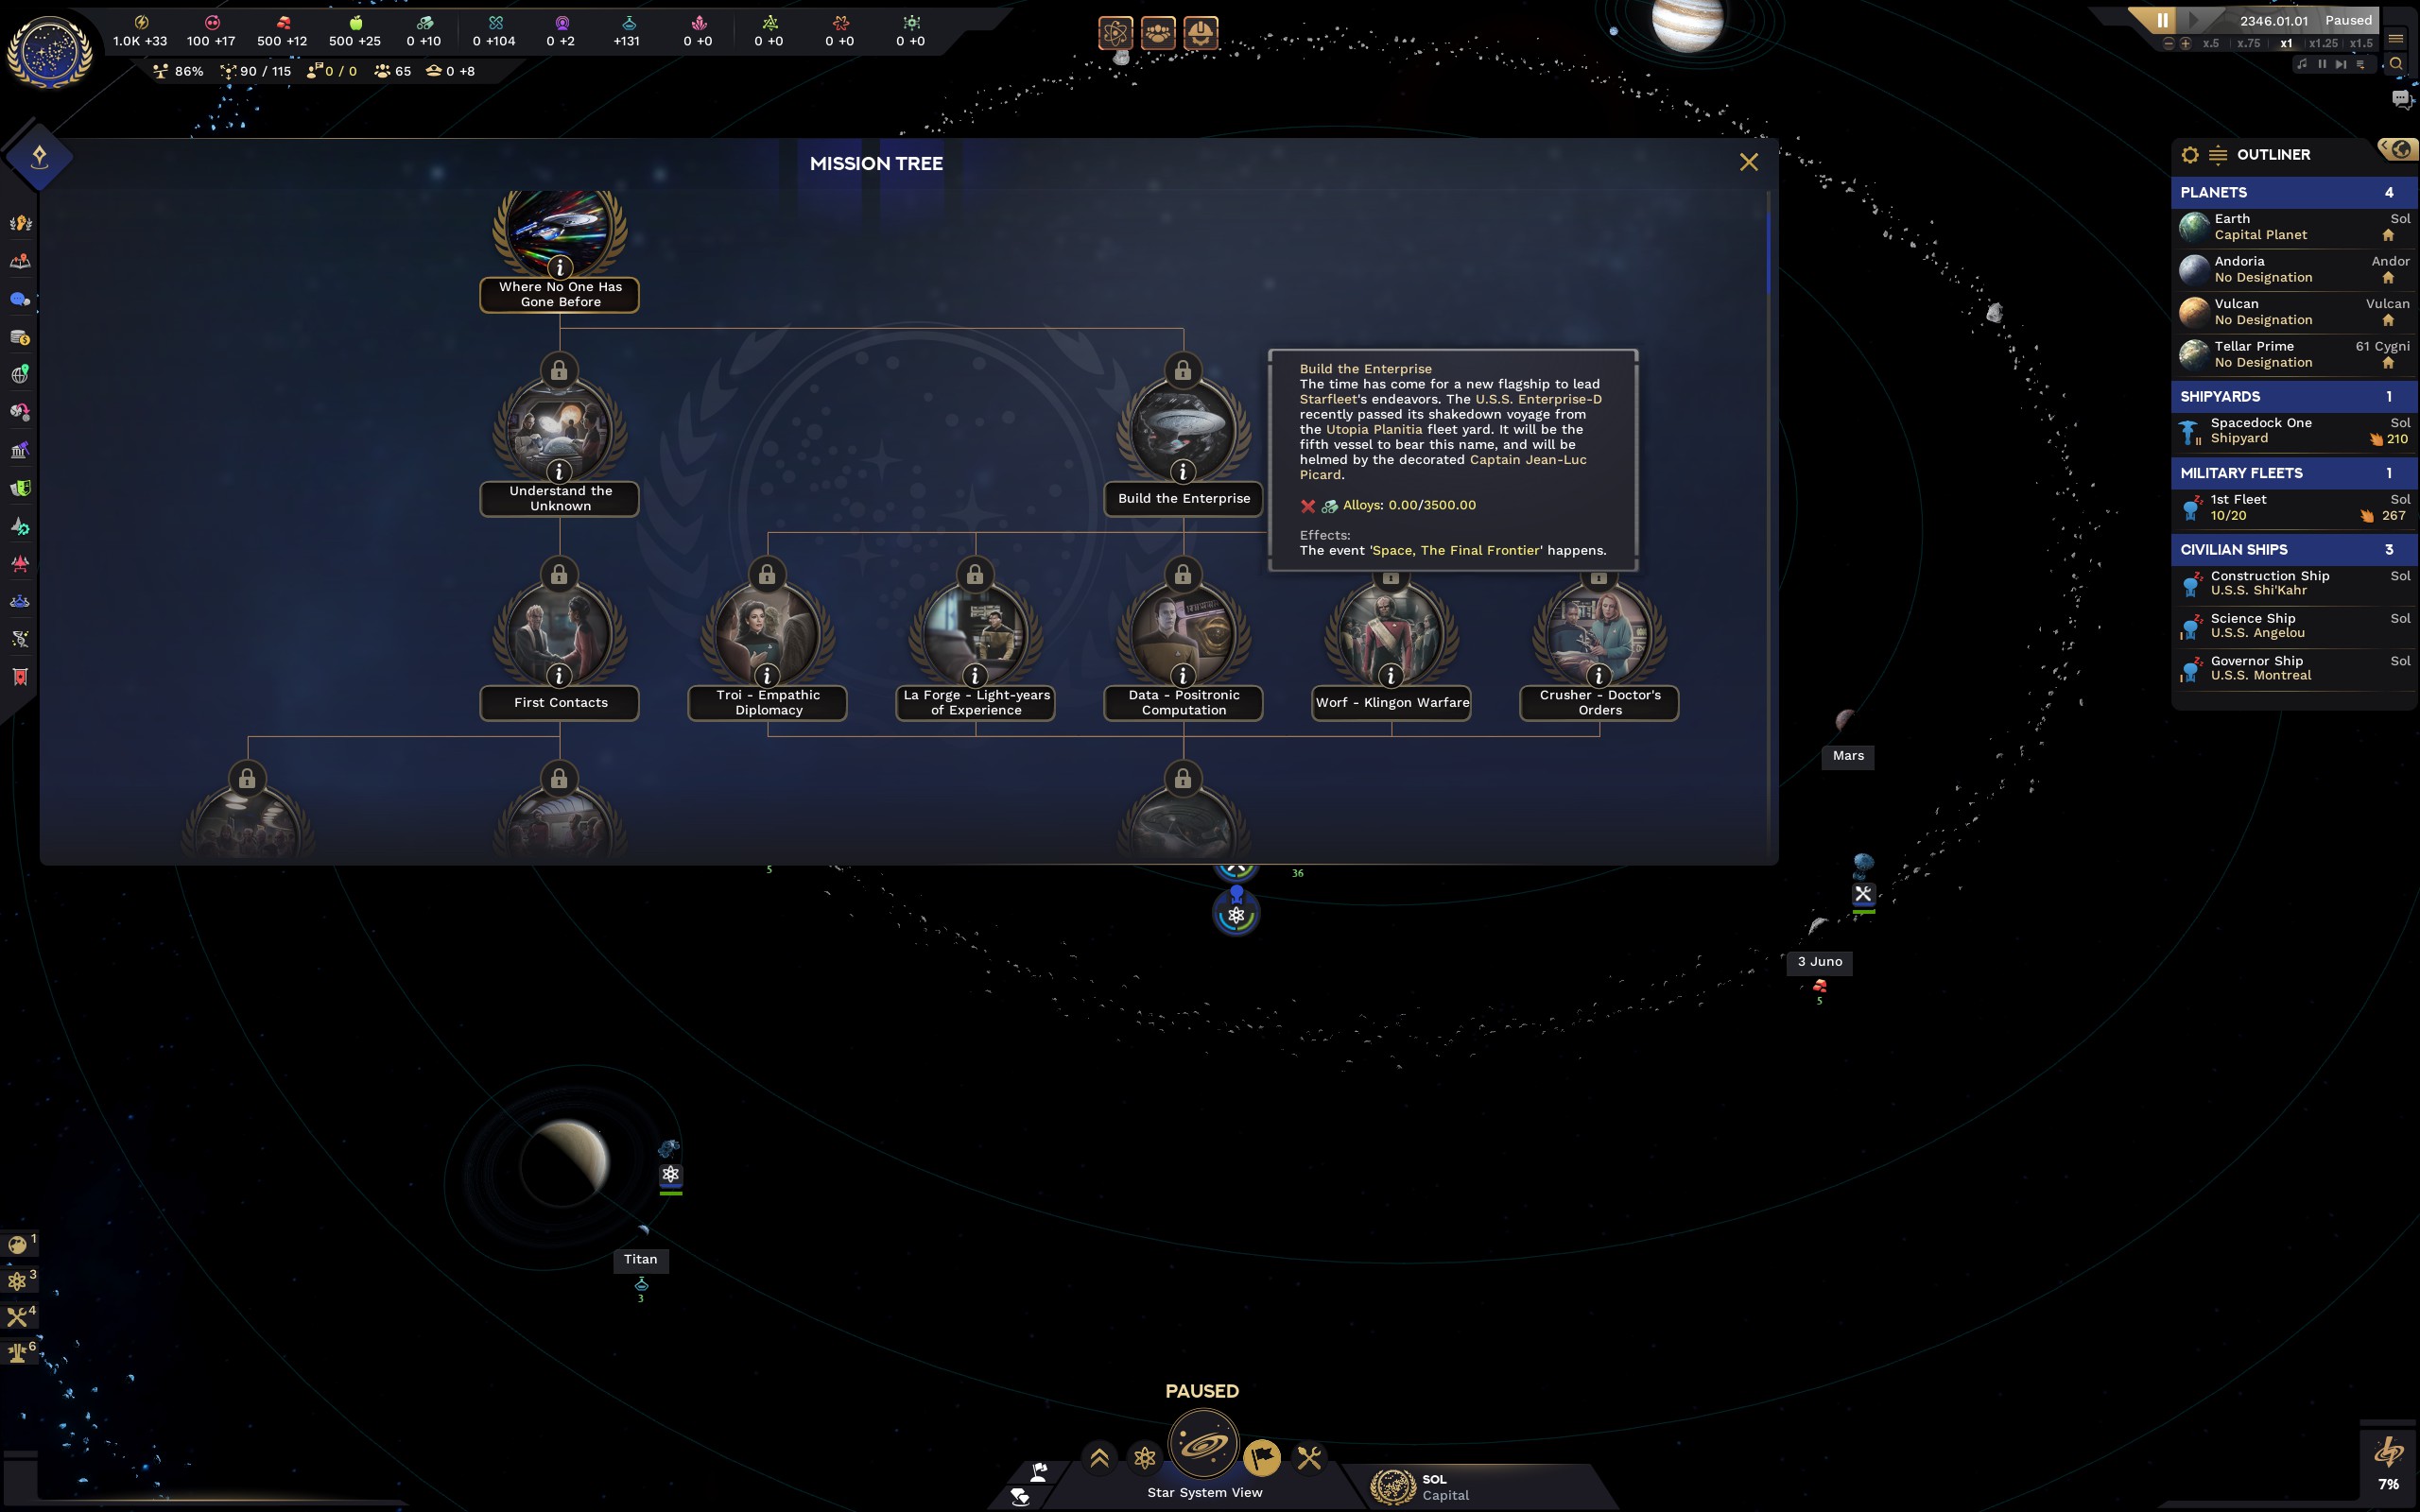 1.0K +33
100 +17
500 +12
500 +25
0 +10
0 +104
0 +2
+131
0 +0
0 +0
0 +0
0 +0
86%
90 / 115
0 / 0
65
0 +8
2346.01.01
Paused
x.5
x.75
x1
x1.25
x1.5
MISSION TREE
Where No One Has
Gone Before
Understand the
Unknown
Build the Enterprise
Build the Enterprise
The time has come for a new flagship to lead
Starfleet's endeavors. The U.S.S. Enterprise-D
recently passed its shakedown voyage from
the Utopia Planitia fleet yard. It will be the
fifth vessel to bear this name, and will be
helmed by the decorated Captain Jean-Luc
Picard.
Alloys: 0.00/3500.00
Effects:
The event 'Space, The Final Frontier' happens.
First Contacts
Troi - Empathic
Diplomacy
La Forge - Light-years
of Experience
Data - Positronic
Computation
Worf - Klingon Warfare
Crusher - Doctor's
Orders
OUTLINER
PLANETS 4
Earth Sol
Capital Planet
Andoria Andor
No Designation
Vulcan Vulcan
No Designation
Tellar Prime 61 Cygni
No Designation
SHIPYARDS 1
Spacedock One Sol
Shipyard 210
MILITARY FLEETS 1
1st Fleet Sol
10/20 267
CIVILIAN SHIPS 3
Construction Ship Sol
U.S.S. Shi'Kahr
Science Ship Sol
U.S.S. Angelou
Governor Ship Sol
U.S.S. Montreal
Mars
5
36
3 Juno
5
Titan
3
1
3
4
6
PAUSED
Star System View
SOL
Capital
7%